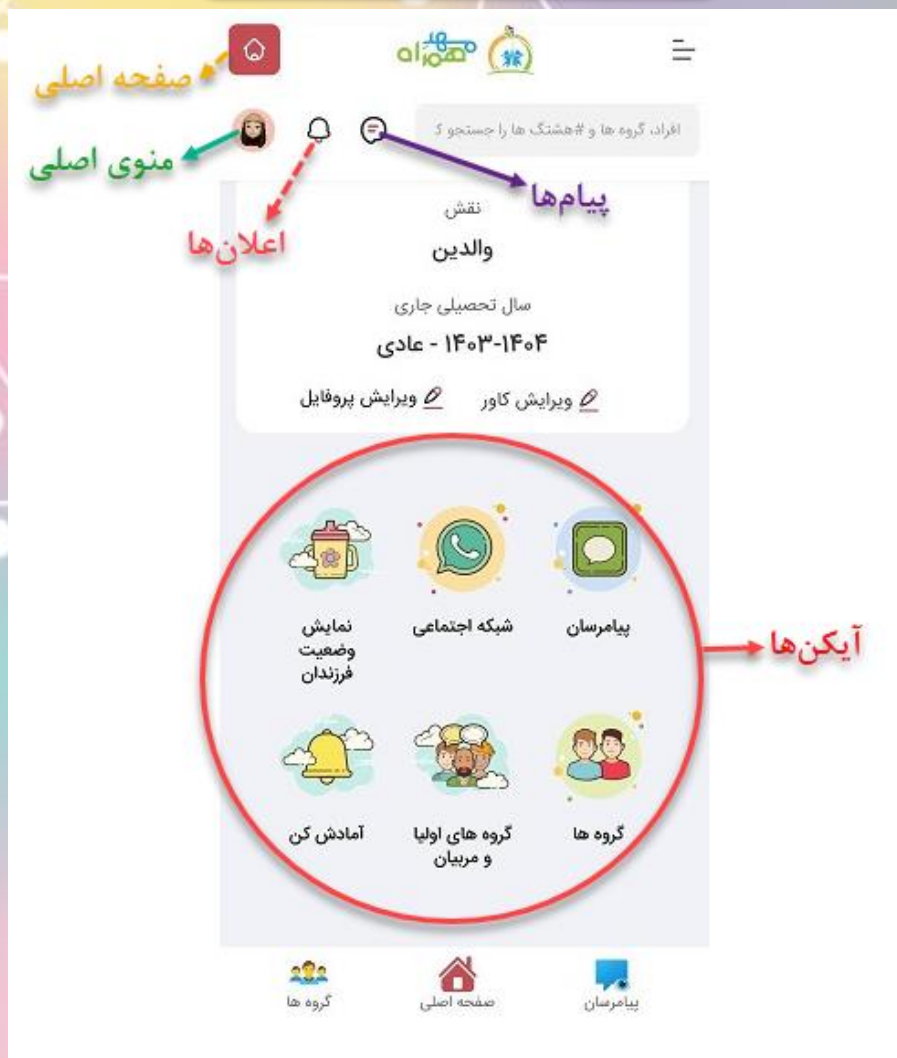 مهد همراه
صفحه اصلی
افراد، گروه ها و #هشتگ ها را جستجو ک
منوی اصلی
پیام‌ها
اعلان‌ها
نقش
والدین
سال تحصیلی جاری
۱۴۰۳-۱۴۰۴ - عادی
ویرایش کاور
ویرایش پروفایل
پیامرسان
شبکه اجتماعی
نمایش
وضعیت
فرزندان
آیکن‌ها
گروه ها
گروه های اولیا
و مربیان
آمادش کن
پیامرسان
صفحه اصلی
گروه ها